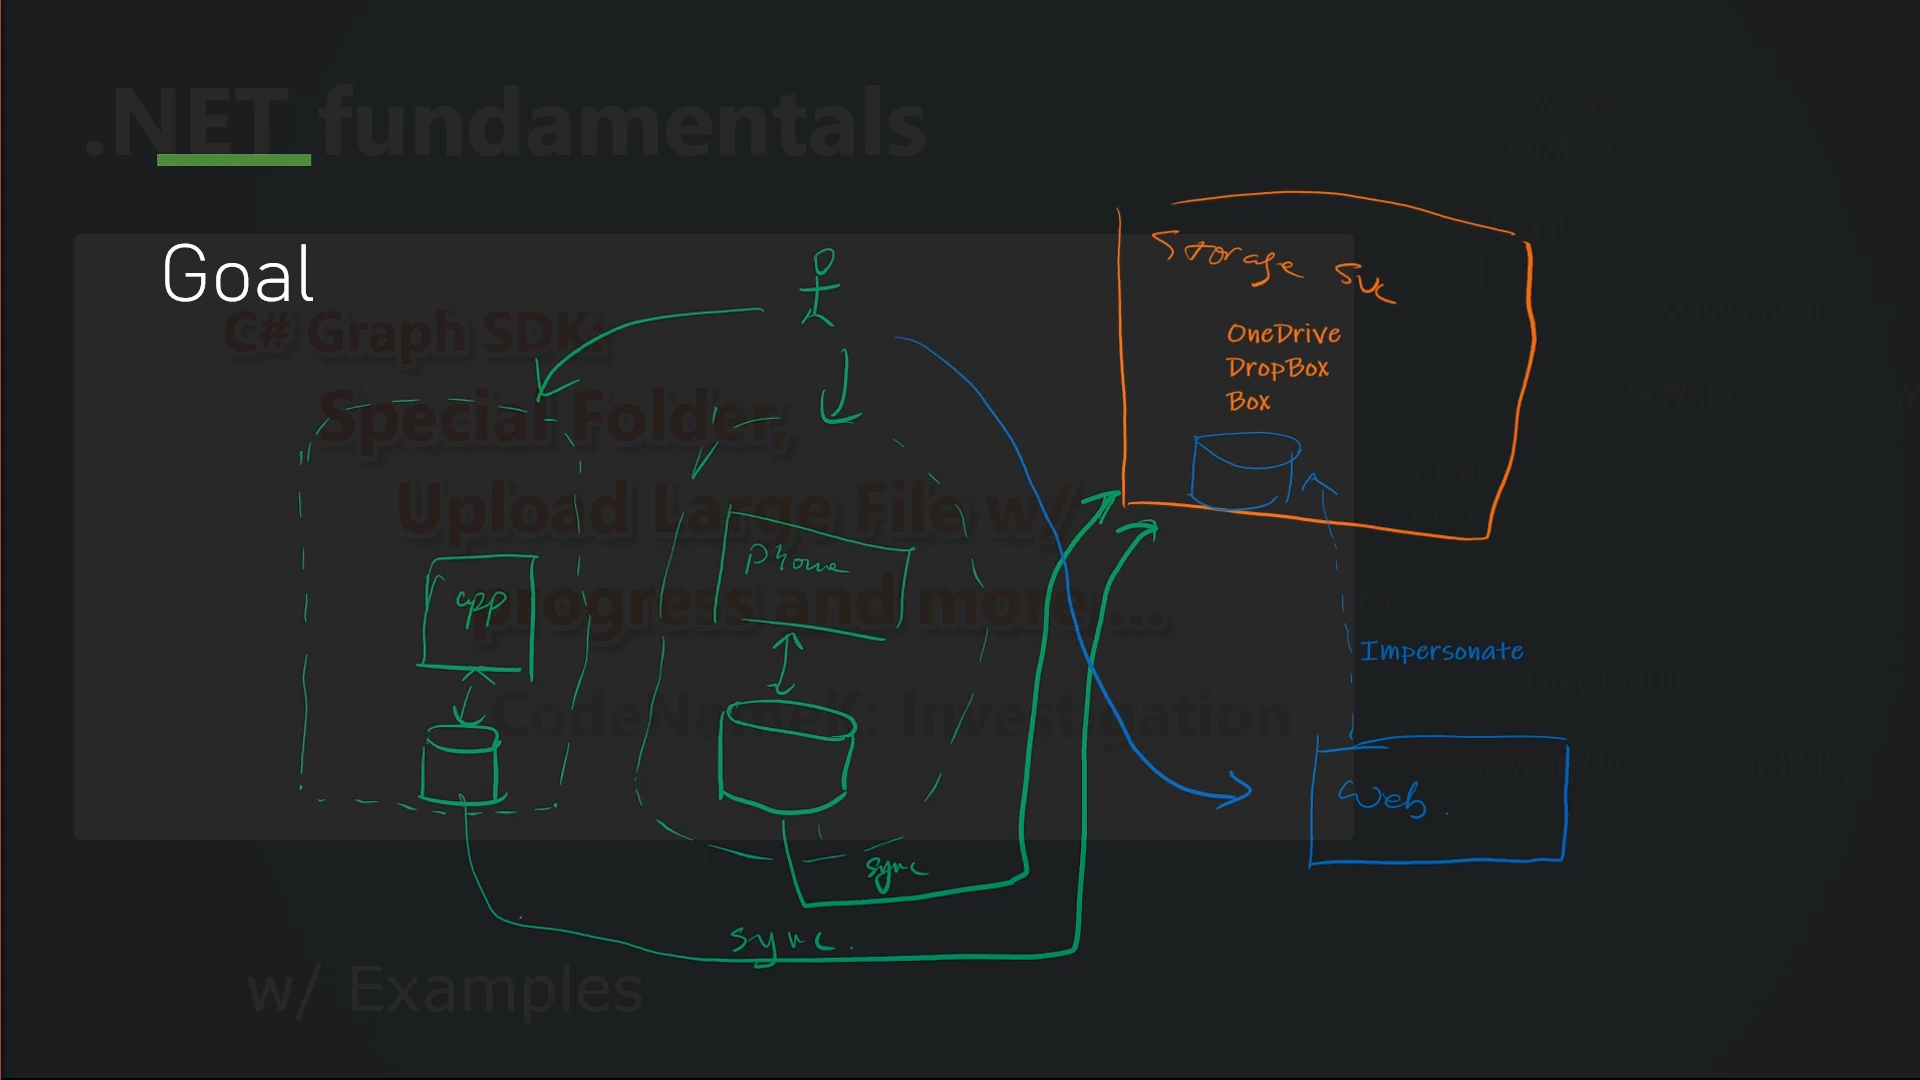 .NET fundamentals
Goal
C# Graph SDK:
Special Folder,
Upload Large File w/
progress and more ...
CodeNameK: Investigation
w/ Examples
Storage Svc
OneDrive
DropBox
Box
phone
app
Impersonate
Web.
sync
sync.